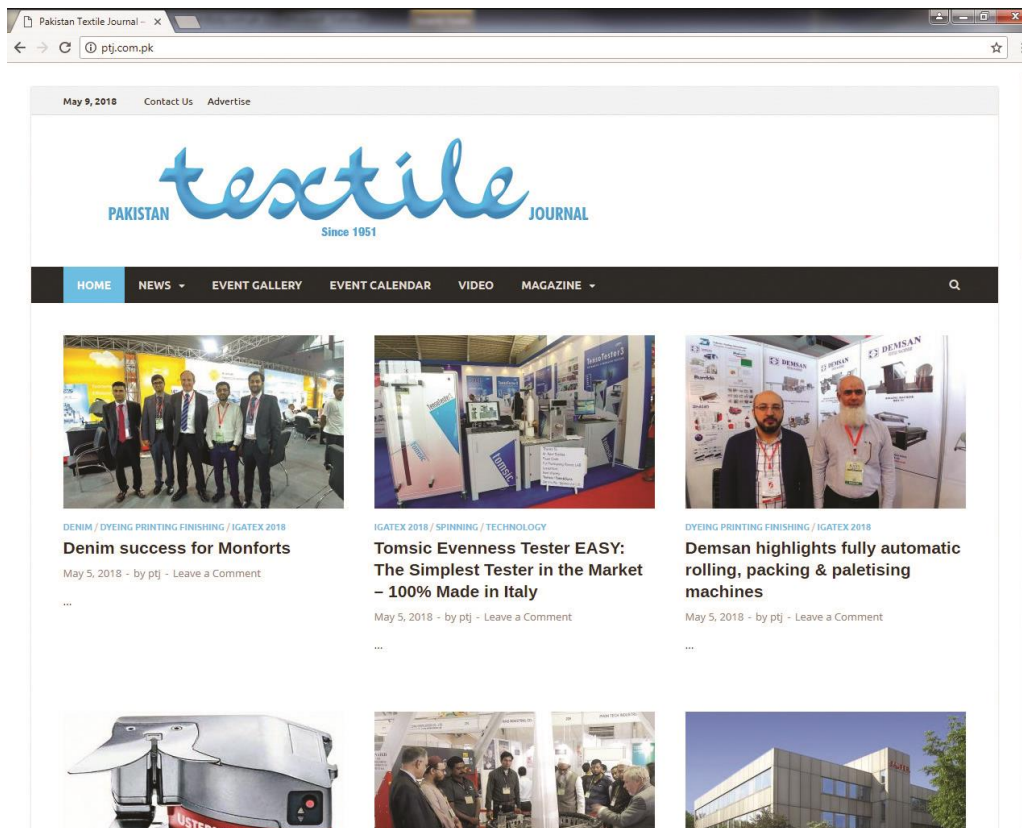 Pakistan Textile Journal –
ptj.com.pk
May 9, 2018 Contact Us Advertise
PAKISTAN textile JOURNAL
Since 1951
HOME NEWS EVENT GALLERY EVENT CALENDAR VIDEO MAGAZINE
TensoTester3
DEMSAN
DEMSAN
DEMSAN
tomsic
DENIM / DYEING PRINTING FINISHING / IGATEX 2018
Denim success for Monforts
May 5, 2018 - by ptj - Leave a Comment
...
IGATEX 2018 / SPINNING / TECHNOLOGY
Tomsic Evenness Tester EASY:
The Simplest Tester in the Market
– 100% Made in Italy
May 5, 2018 - by ptj - Leave a Comment
...
DYEING PRINTING FINISHING / IGATEX 2018
Demsan highlights fully automatic
rolling, packing & paletising
machines
May 5, 2018 - by ptj - Leave a Comment
...
USTER